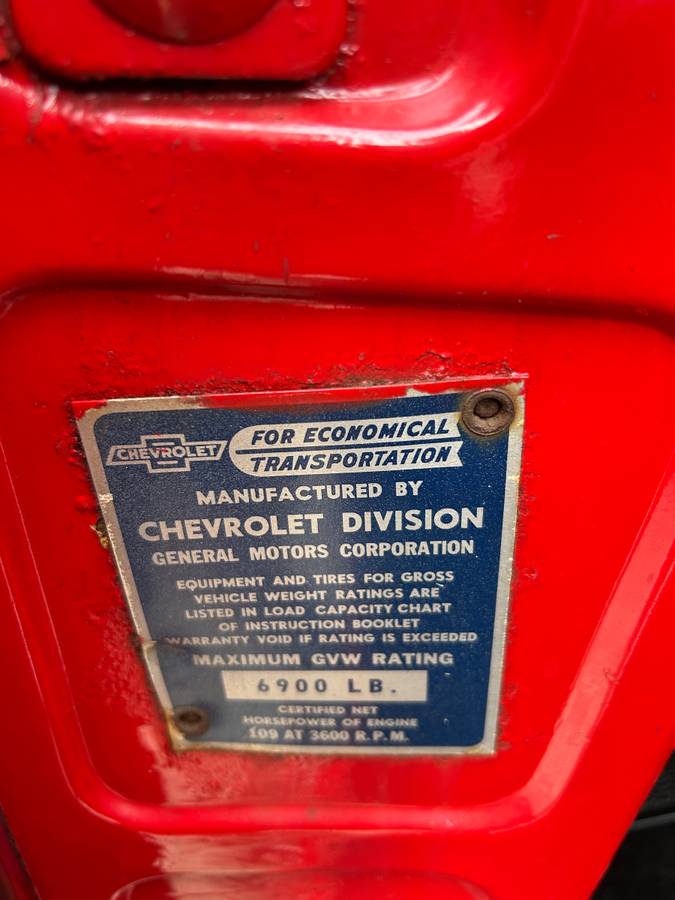 CHEVROLET
FOR ECONOMICAL
TRANSPORTATION
MANUFACTURED BY
CHEVROLET DIVISION
GENERAL MOTORS CORPORATION
EQUIPMENT AND TIRES FOR GROSS
VEHICLE WEIGHT RATINGS ARE
LISTED IN LOAD CAPACITY CHART
OF INSTRUCTION BOOKLET
WARRANTY VOID IF RATING IS EXCEEDED
MAXIMUM GVW RATING
6900 LB.
CERTIFIED NET
HORSEPOWER OF ENGINE
109 AT 3600 R.P.M.